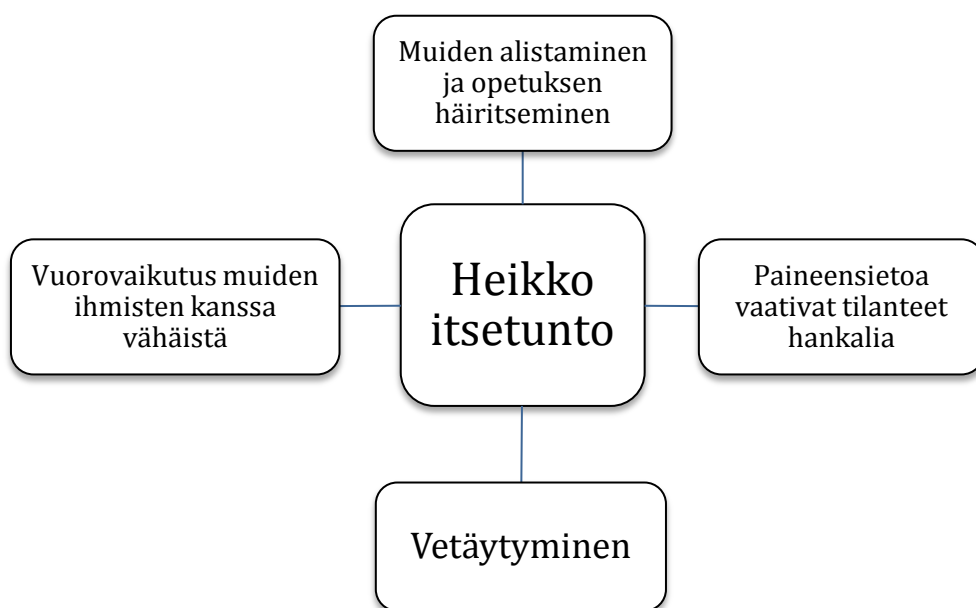 Muiden alistaminen
ja opetuksen
häiritseminen
Vuorovaikutus muiden
ihmisten kanssa
vähäistä
Heikko
itsetunto
Paineensietoa
vaativat tilanteet
hankalia
Vetäytyminen